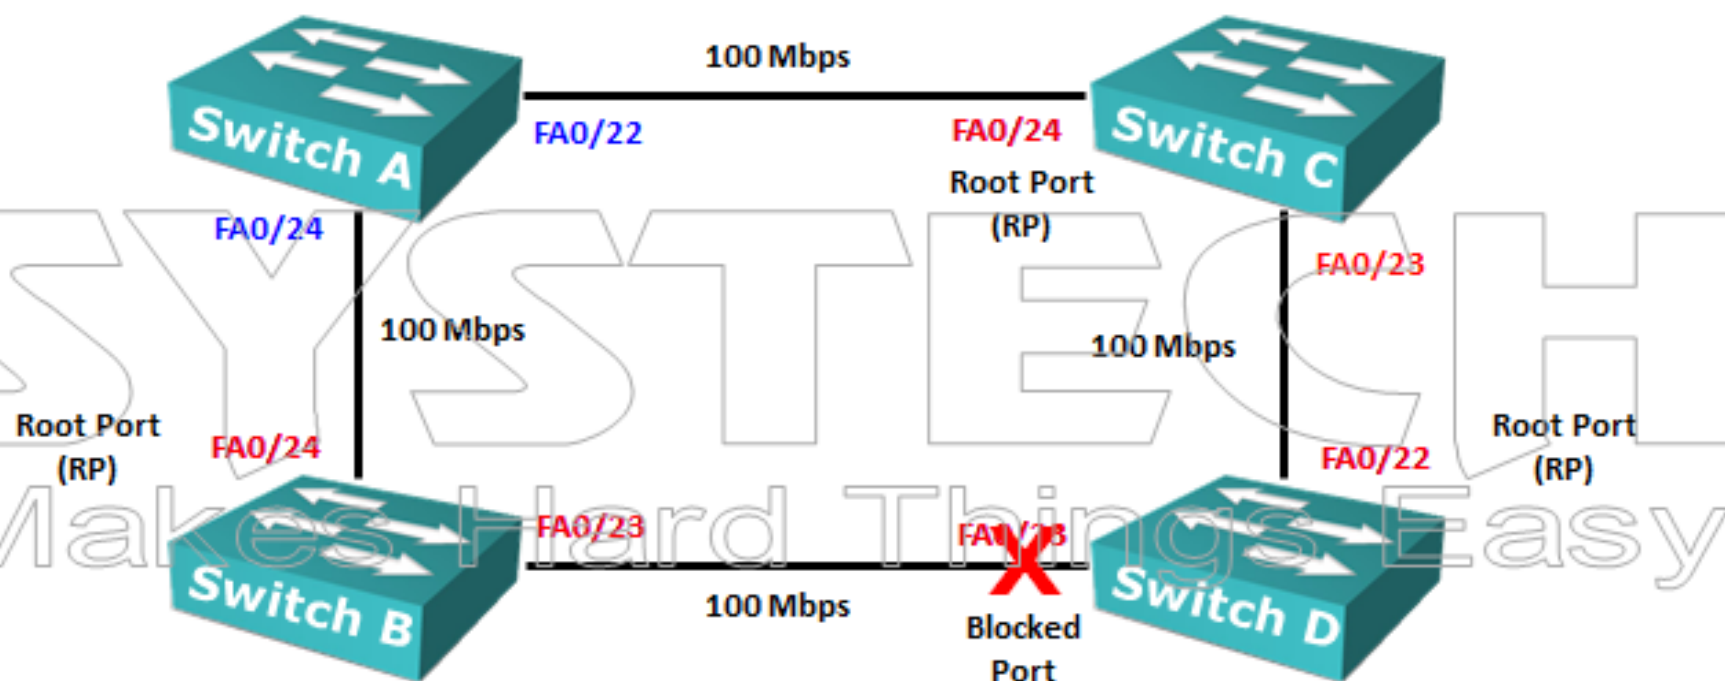 100 Mbps
Switch A
Switch C
FA0/22
FA0/24
Root Port
(RP)
FA0/24
FA0/23
100 Mbps
100 Mbps
Root Port
(RP)
FA0/24
FA0/22
Root Port
(RP)
SYSTECH
Makes Hard Things Easy
FA0/23
FA0/23
Switch B
Switch D
100 Mbps
Blocked
Port